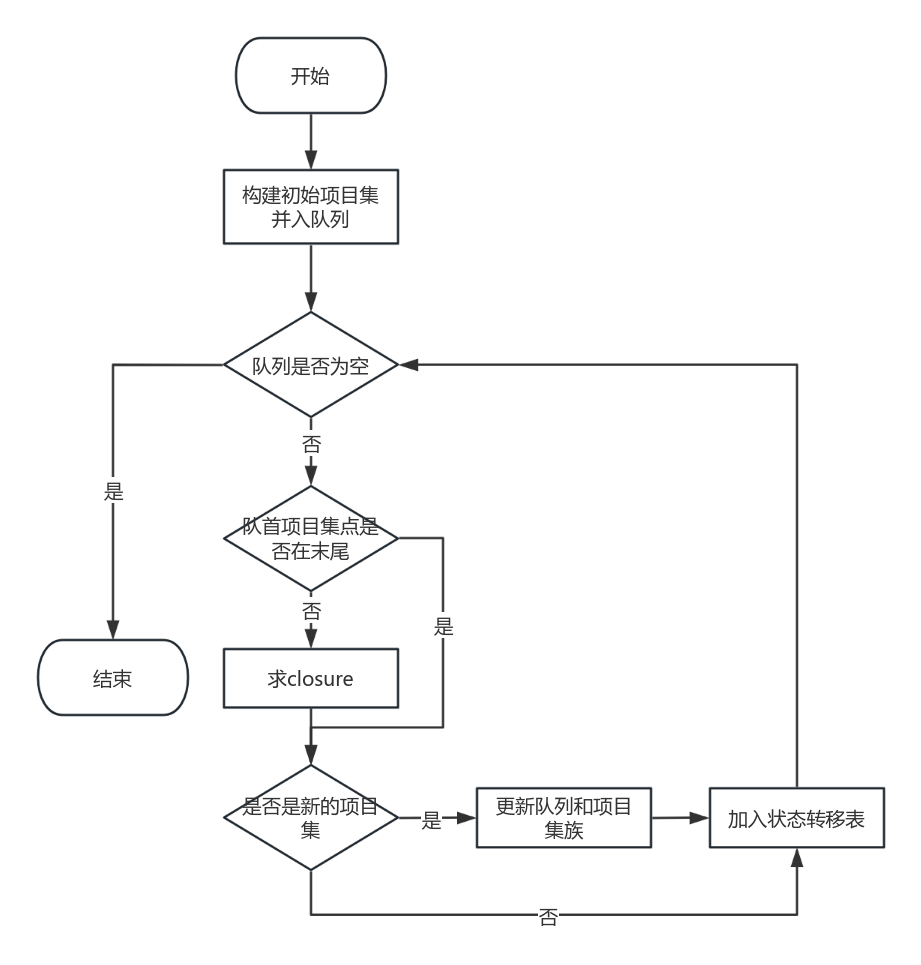 开始
构建初始项目集
并入队列
队列是否为空
否
是
队首项目集点是
否在末尾
否
是
结束
求closure
是否是新的项目
集
是
更新队列和项目
集族
加入状态转移表
否